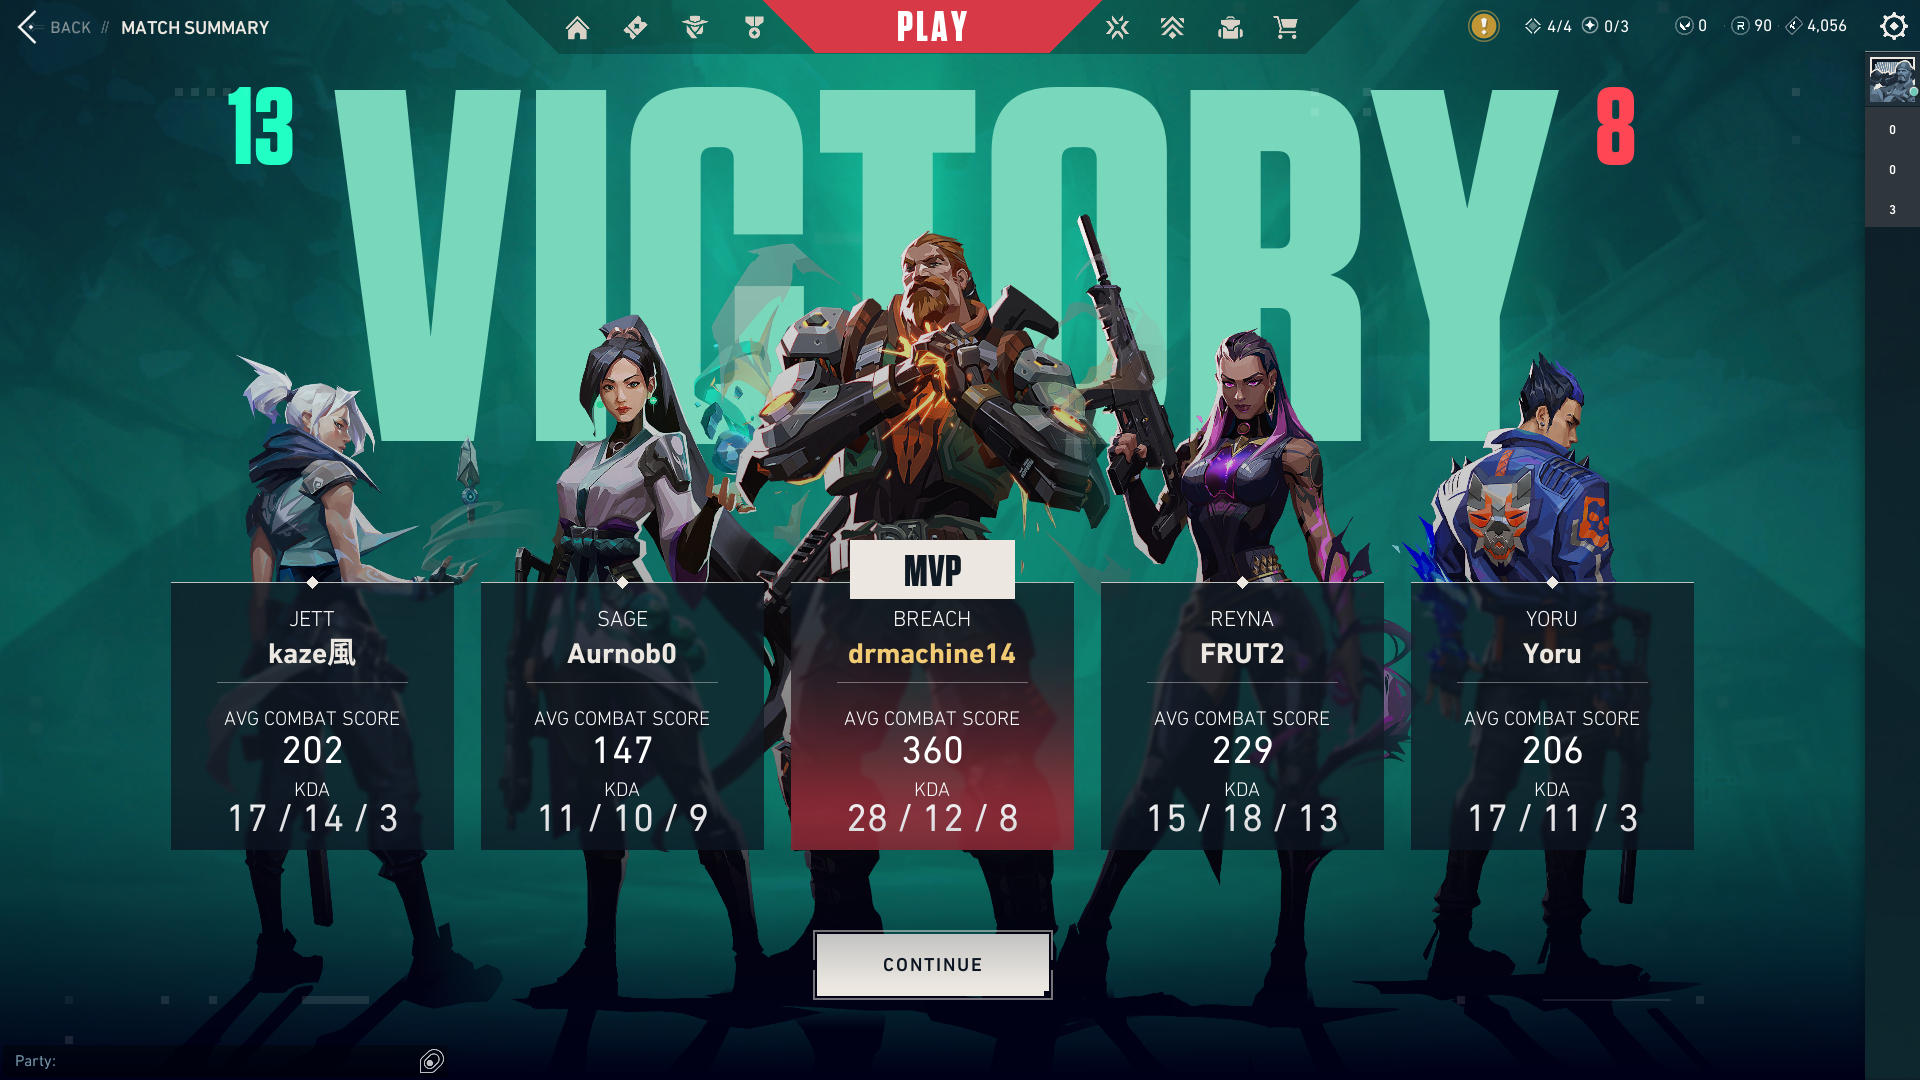 BACK // MATCH SUMMARY
PLAY
4/4 0/3 0 90 4,056
13 VICTORY 8
0
0
3
MVP
JETT
kaze風
AVG COMBAT SCORE
202
KDA
17 / 14 / 3
SAGE
Aurnob0
AVG COMBAT SCORE
147
KDA
11 / 10 / 9
BREACH
drmachine14
AVG COMBAT SCORE
360
KDA
28 / 12 / 8
REYNA
FRUT2
AVG COMBAT SCORE
229
KDA
15 / 18 / 13
YORU
Yoru
AVG COMBAT SCORE
206
KDA
17 / 11 / 3
CONTINUE
Party: